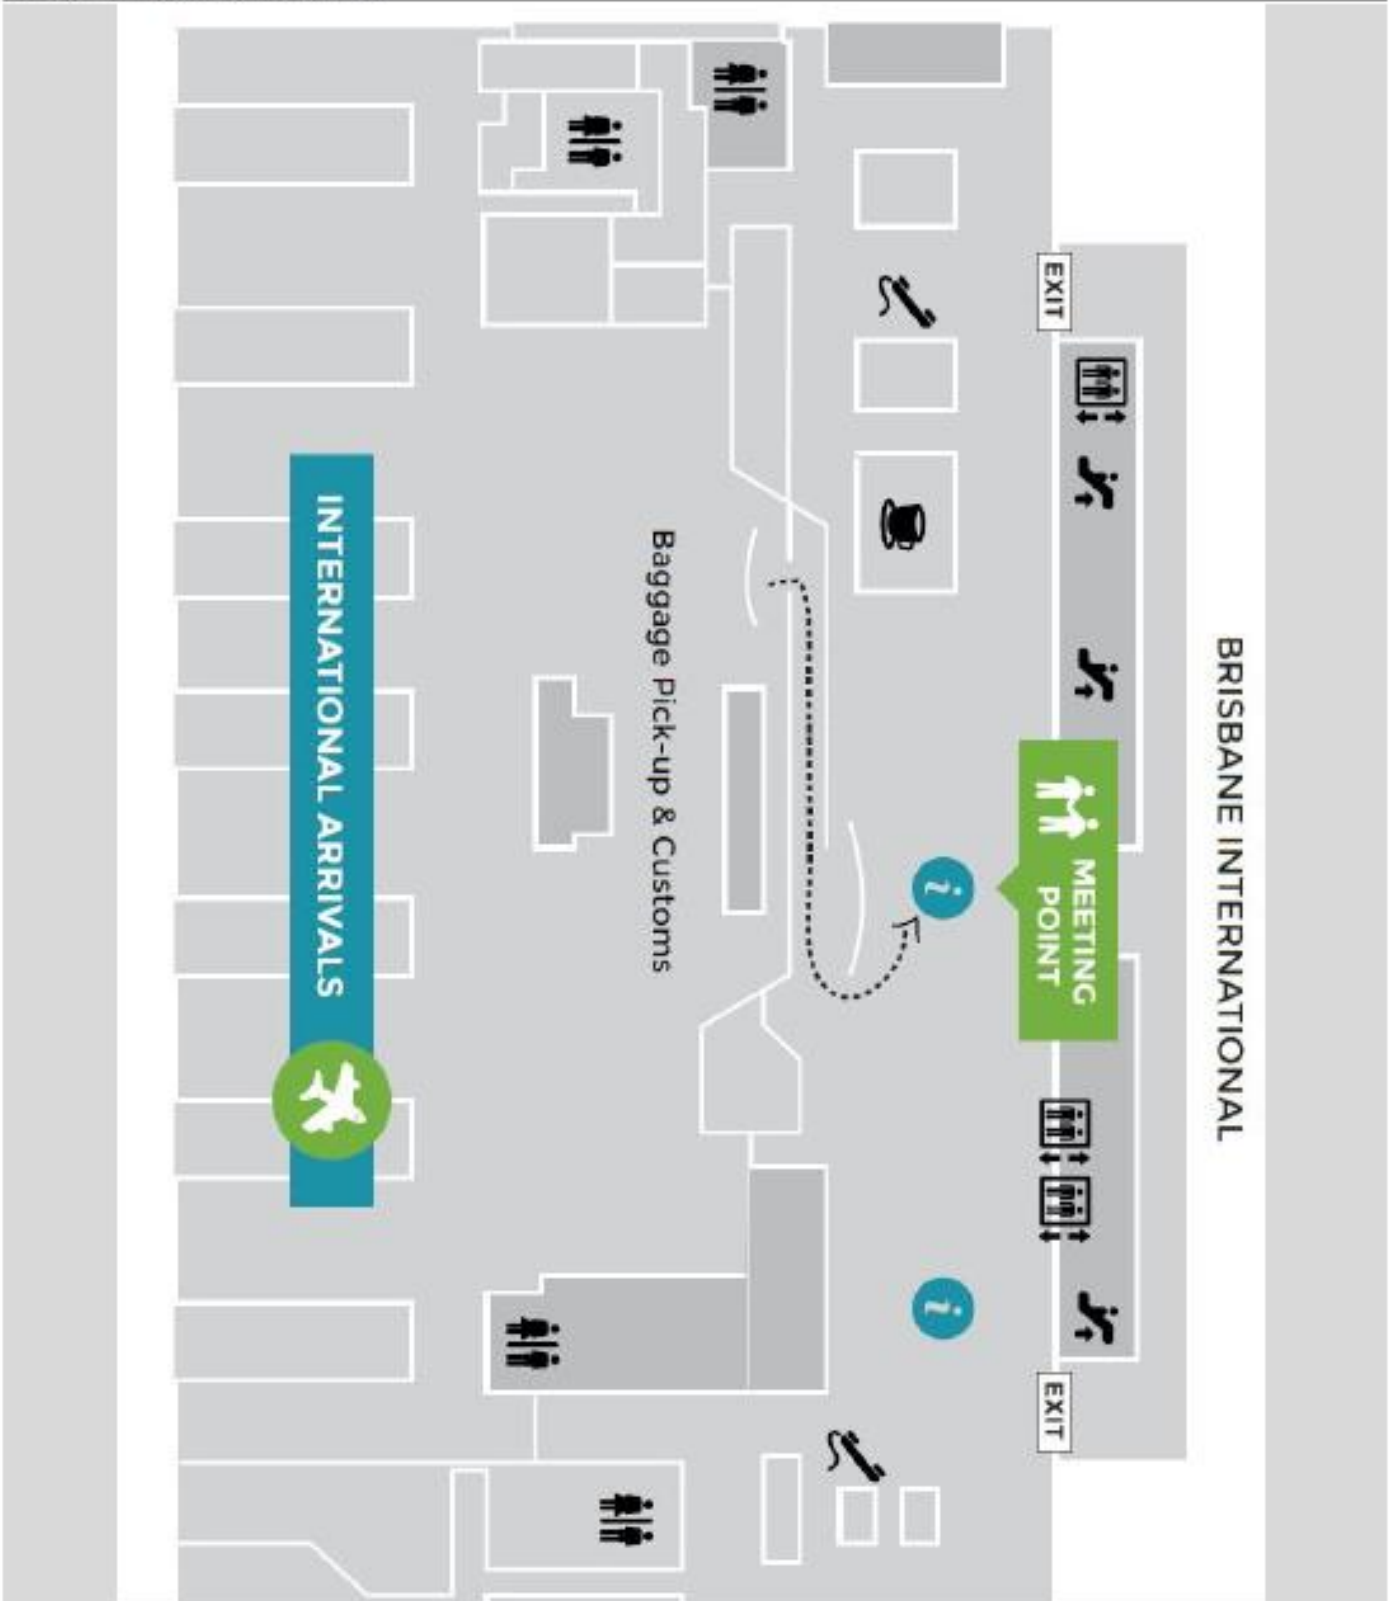 BRISBANE INTERNATIONAL
EXIT
MEETING
POINT
i
i
EXIT
Baggage Pick-up & Customs
INTERNATIONAL ARRIVALS